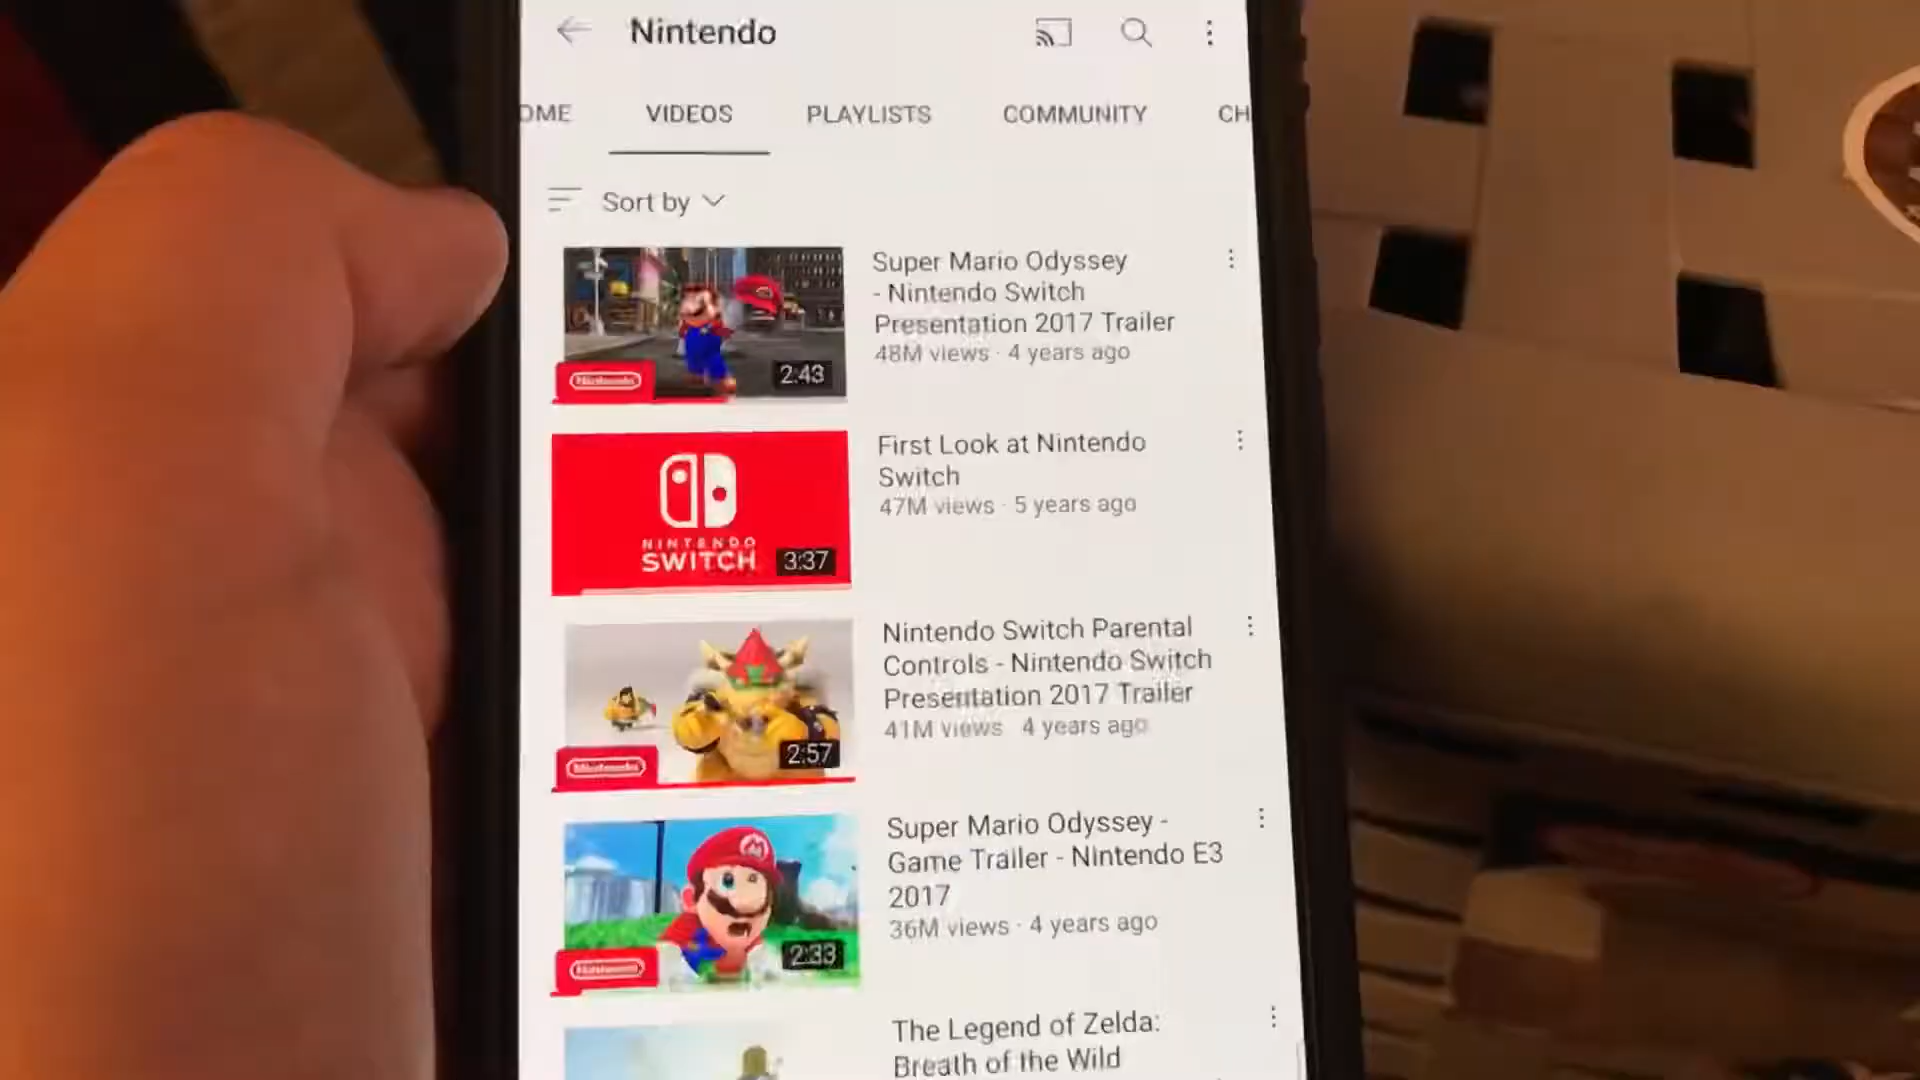 Nintendo
OME VIDEOS PLAYLISTS COMMUNITY CH
Sort by
Super Mario Odyssey
- Nintendo Switch
Presentation 2017 Trailer
48M views · 4 years ago
Nintendo
2:43
First Look at Nintendo
Switch
47M views · 5 years ago
NINTENDO
SWITCH
3:37
Nintendo Switch Parental
Controls - Nintendo Switch
Presentation 2017 Trailer
41M views · 4 years ago
Nintendo
2:57
Super Mario Odyssey -
Game Trailer - Nintendo E3
2017
36M views · 4 years ago
M
Nintendo
2:33
The Legend of Zelda:
Breath of the Wild